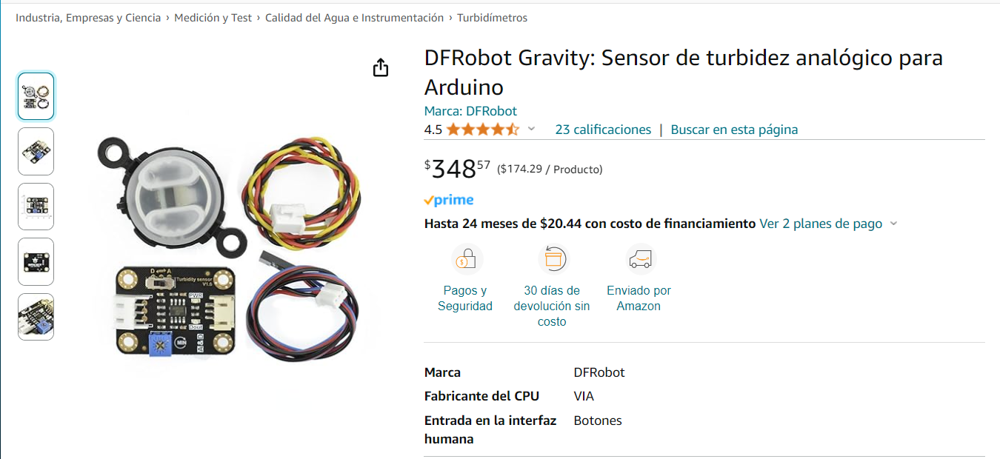 Industria, Empresas y Ciencia › Medición y Test › Calidad del Agua e Instrumentación › Turbidímetros
DFRobot Gravity: Sensor de turbidez analógico para
Arduino
Marca: DFRobot
4.5
23 calificaciones | Buscar en esta página
$34857 ($174.29 / Producto)
prime
Hasta 24 meses de $20.44 con costo de financiamiento Ver 2 planes de pago
Pagos y
Seguridad
30 días de
devolución sin
costo
Enviado por
Amazon
D A
Turbidity sensor
V1.0
PWR
Dout
MIN
A&D
Marca DFRobot
Fabricante del CPU VIA
Entrada en la interfaz Botones
humana